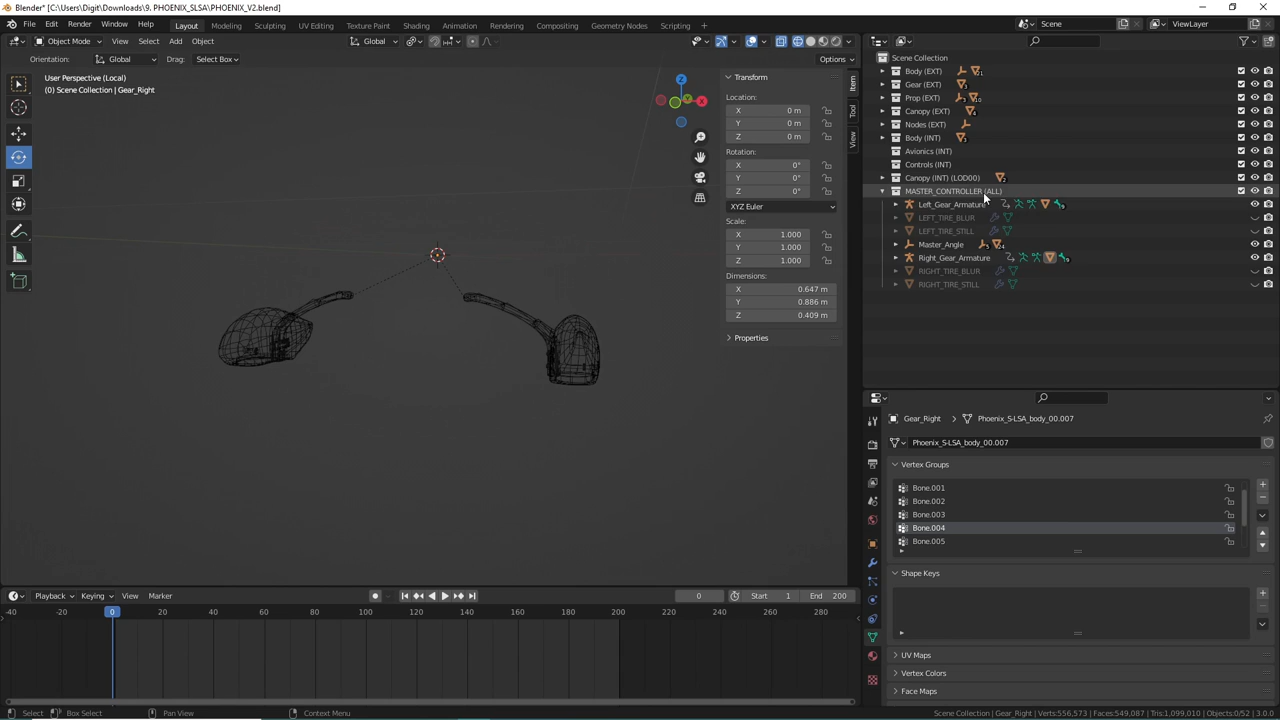 Blender* [C:\Users\Digit\Downloads\9. PHOENIX_SLSA\PHOENIX_V2.blend]
File Edit Render Window Help Layout Modeling Sculpting UV Editing Texture Paint Shading Animation Rendering Compositing Geometry Nodes Scripting + Scene ViewLayer
Object Mode View Select Add Object Global
Orientation: Global Drag: Select Box Options
User Perspective (Local)
(0) Scene Collection | Gear_Right
Z
X
Y
Transform
Location:
X 0 m
Y 0 m
Z 0 m
Rotation:
X 0°
Y 0°
Z 0°
XYZ Euler
Scale:
X 1.000
Y 1.000
Z 1.000
Dimensions:
X 0.647 m
Y 0.886 m
Z 0.409 m
Properties
Item
Tool
View
Scene Collection
Body (EXT) 21
Gear (EXT)
Prop (EXT) 10
Canopy (EXT)
Nodes (EXT)
Body (INT)
Avionics (INT)
Controls (INT)
Canopy (INT) (LOD00)
MASTER_CONTROLLER (ALL)
Left_Gear_Armature
LEFT_TIRE_BLUR
LEFT_TIRE_STILL
Master_Angle 24
Right_Gear_Armature
RIGHT_TIRE_BLUR
RIGHT_TIRE_STILL
Gear_Right Phoenix_S-LSA_body_00.007
Phoenix_S-LSA_body_00.007
Vertex Groups
Bone.001
Bone.002
Bone.003
Bone.004
Bone.005
Shape Keys
UV Maps
Vertex Colors
Face Maps
Playback Keying View Marker 0 Start 1 End 200
-40 -20 0 20 40 60 80 100 120 140 160 180 200 220 240 260 280
Select Box Select Pan View Context Menu Scene Collection | Gear_Right | Verts:556,573 | Faces:549,087 | Tris:1,099,010 | Objects:0/52 | 3.0.0